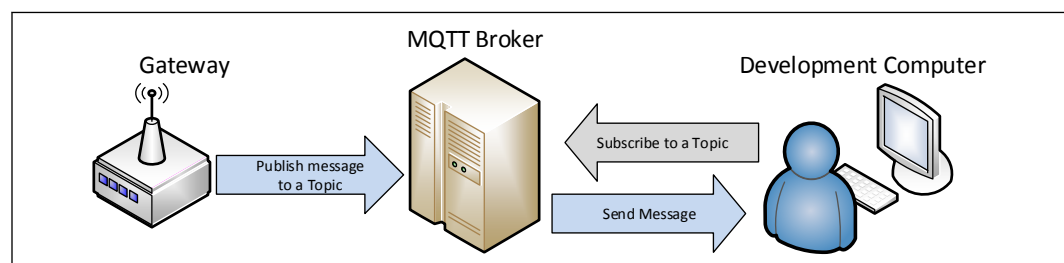 MQTT Broker
Gateway
Development Computer
Publish message
to a Topic
Subscribe to a Topic
Send Message